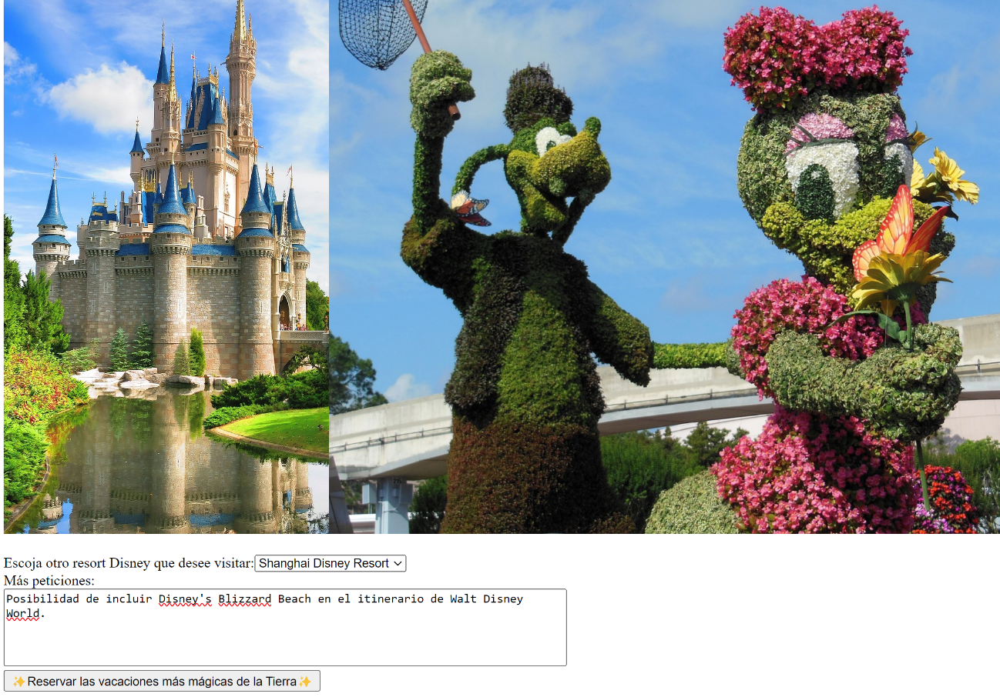 Escoja otro resort Disney que desee visitar: Shanghai Disney Resort
Más peticiones:
Posibilidad de incluir Disney's Blizzard Beach en el itinerario de Walt Disney
World.
✨Reservar las vacaciones más mágicas de la Tierra✨